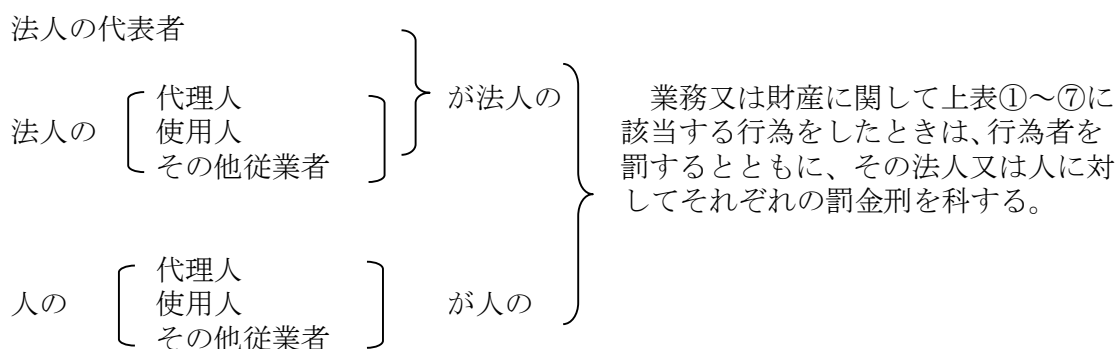 法人の代表者
代理人
法人の 使用人 が法人の
その他従業者
業務又は財産に関して上表①~⑦に
該当する行為をしたときは、行為者を
罰するとともに、その法人又は人に対
してそれぞれの罰金刑を科する。
代理人
人の 使用人 が人の
その他従業者